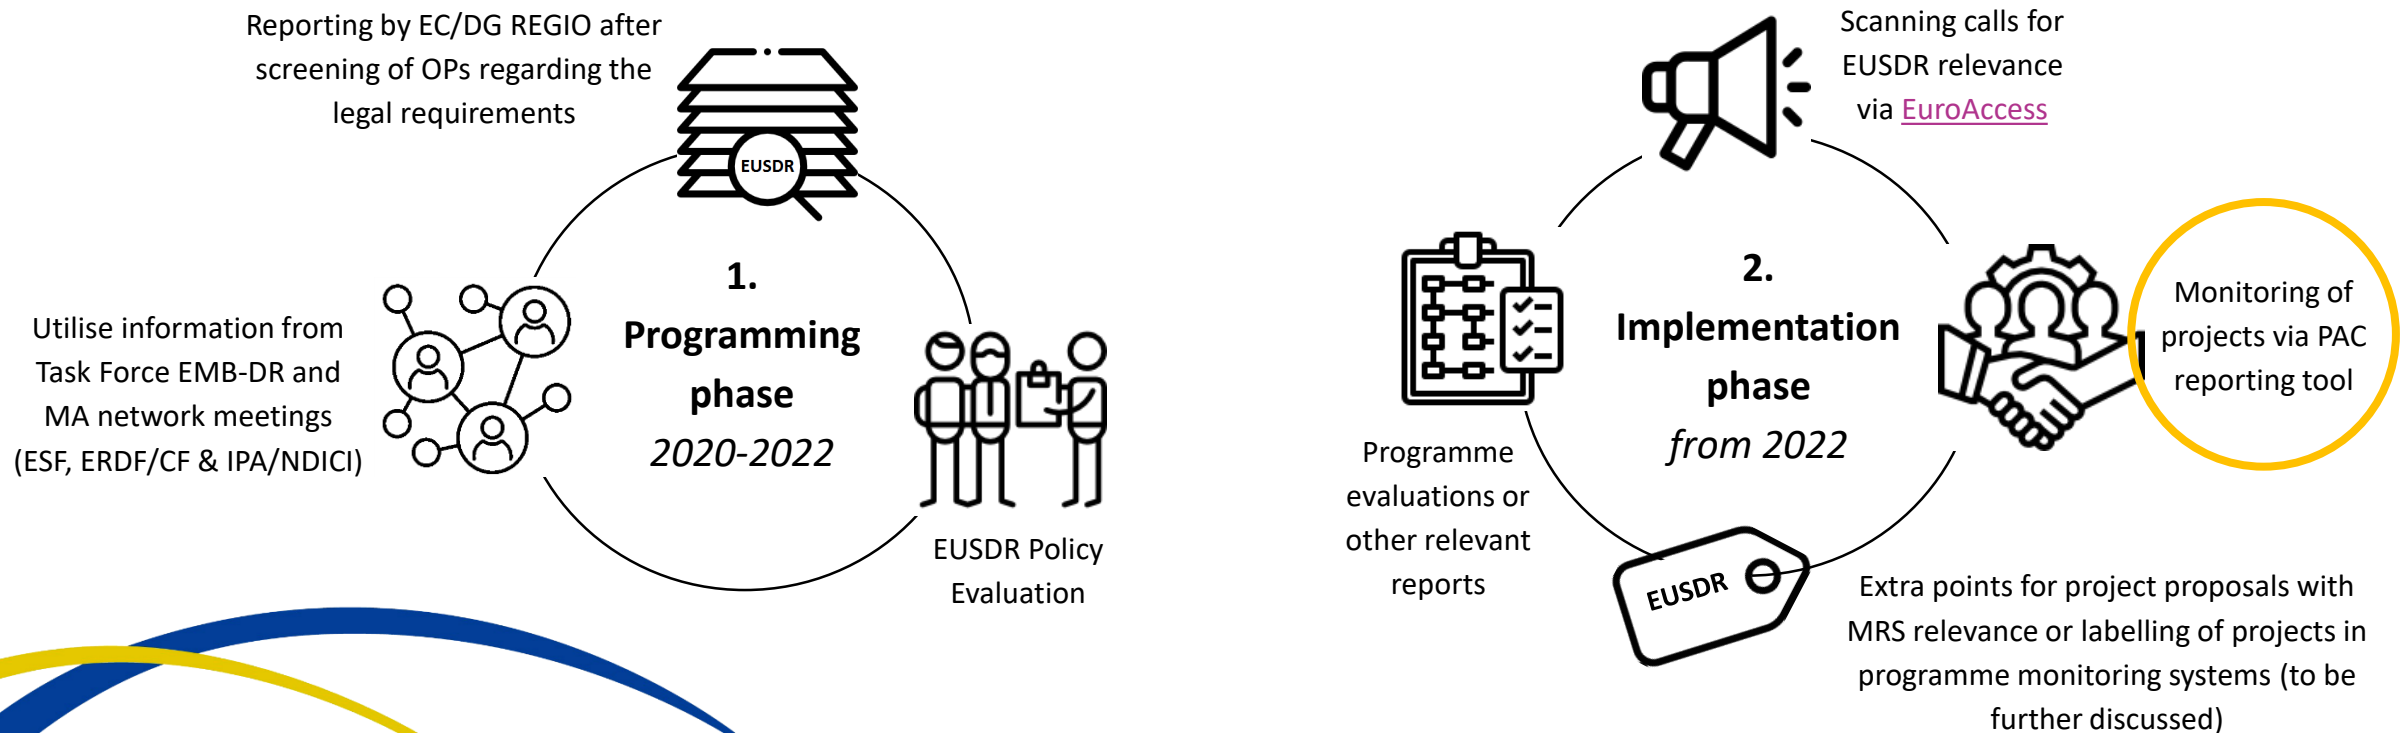 Reporting by EC/DG REGIO after
screening of OPs regarding the
legal requirements
EUSDR
1.
Programming
phase
2020-2022
Utilise information from
Task Force EMB-DR and
MA network meetings
(ESF, ERDF/CF & IPA/NDICI)
EUSDR Policy
Evaluation
Scanning calls for
EUSDR relevance
via EuroAccess
2.
Implementation
phase
from 2022
Monitoring of
projects via PAC
reporting tool
Programme
evaluations or
other relevant
reports
EUSDR
Extra points for project proposals with
MRS relevance or labelling of projects in
programme monitoring systems (to be
further discussed)